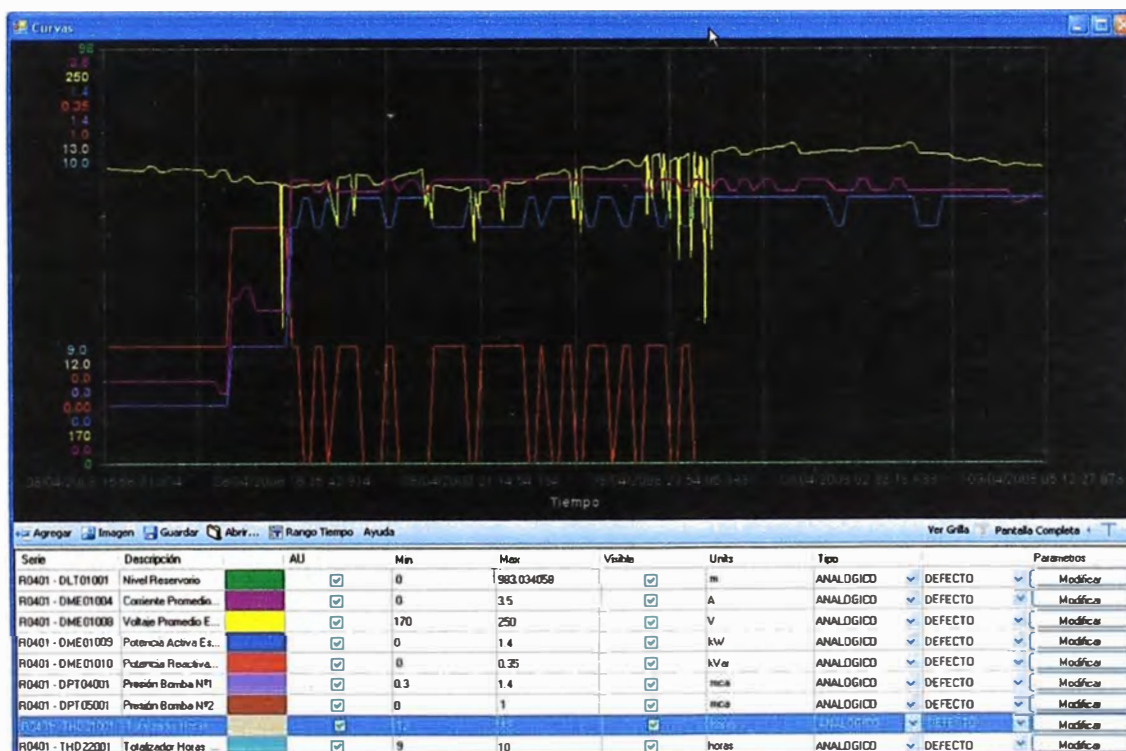 Curvas
98
3.5
250
1.4
0.35
1.4
1.0
13.0
10.0
9.0
12.0
0.0
0.3
0.00
0.0
170
0.0
0
Tiempo
Agregar Imagen Guardar Abrir... Rango Tiempo Ayuda Ver Grilla Pantalla Completa
Serie Descripción AU Min Max Visible Units Tipo Parametros
R0401 - DLT01001 Nivel Reservorio 0 983.034058 m ANALOGICO DEFECTO Modificar
R0401 - DME01004 Corriente Promedio... 0 3.5 A ANALOGICO DEFECTO Modificar
R0401 - DME01008 Voltaje Promedio E... 170 250 V ANALOGICO DEFECTO Modificar
R0401 - DME01009 Potencia Activa Es... 0 1.4 kW ANALOGICO DEFECTO Modificar
R0401 - DME01010 Potencia Reactiva... 0 0.35 kVar ANALOGICO DEFECTO Modificar
R0401 - DPT04001 Presión Bomba Nº1 0.3 1.4 mca ANALOGICO DEFECTO Modificar
R0401 - DPT05001 Presión Bomba Nº2 0 1 mca ANALOGICO DEFECTO Modificar
ANALOGICO DEFECTO Modificar
R0401 - THD22001 Totalizador Horas ... 9 10 horas ANALOGICO DEFECTO Modificar